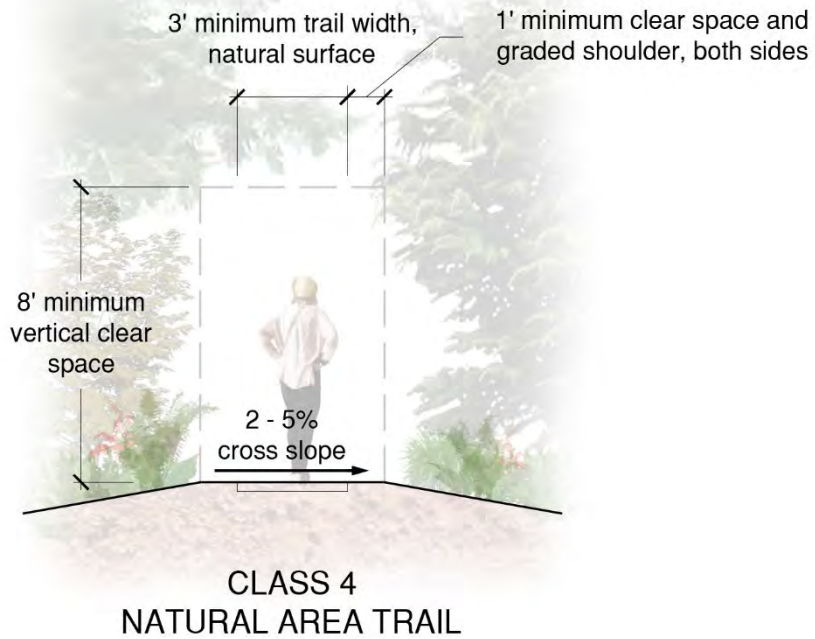 3' minimum trail width,
natural surface
1' minimum clear space and
graded shoulder, both sides
8' minimum
vertical clear
space
2 - 5%
cross slope
CLASS 4
NATURAL AREA TRAIL